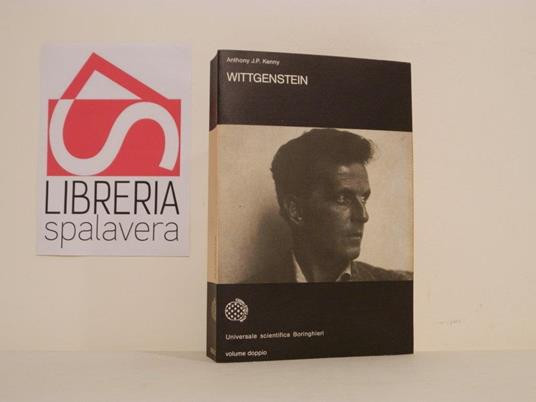 LIBRERIA
spalavera
Anthony J.P. Kenny
WITTGENSTEIN
Universale scientifica Boringhieri
volume doppio